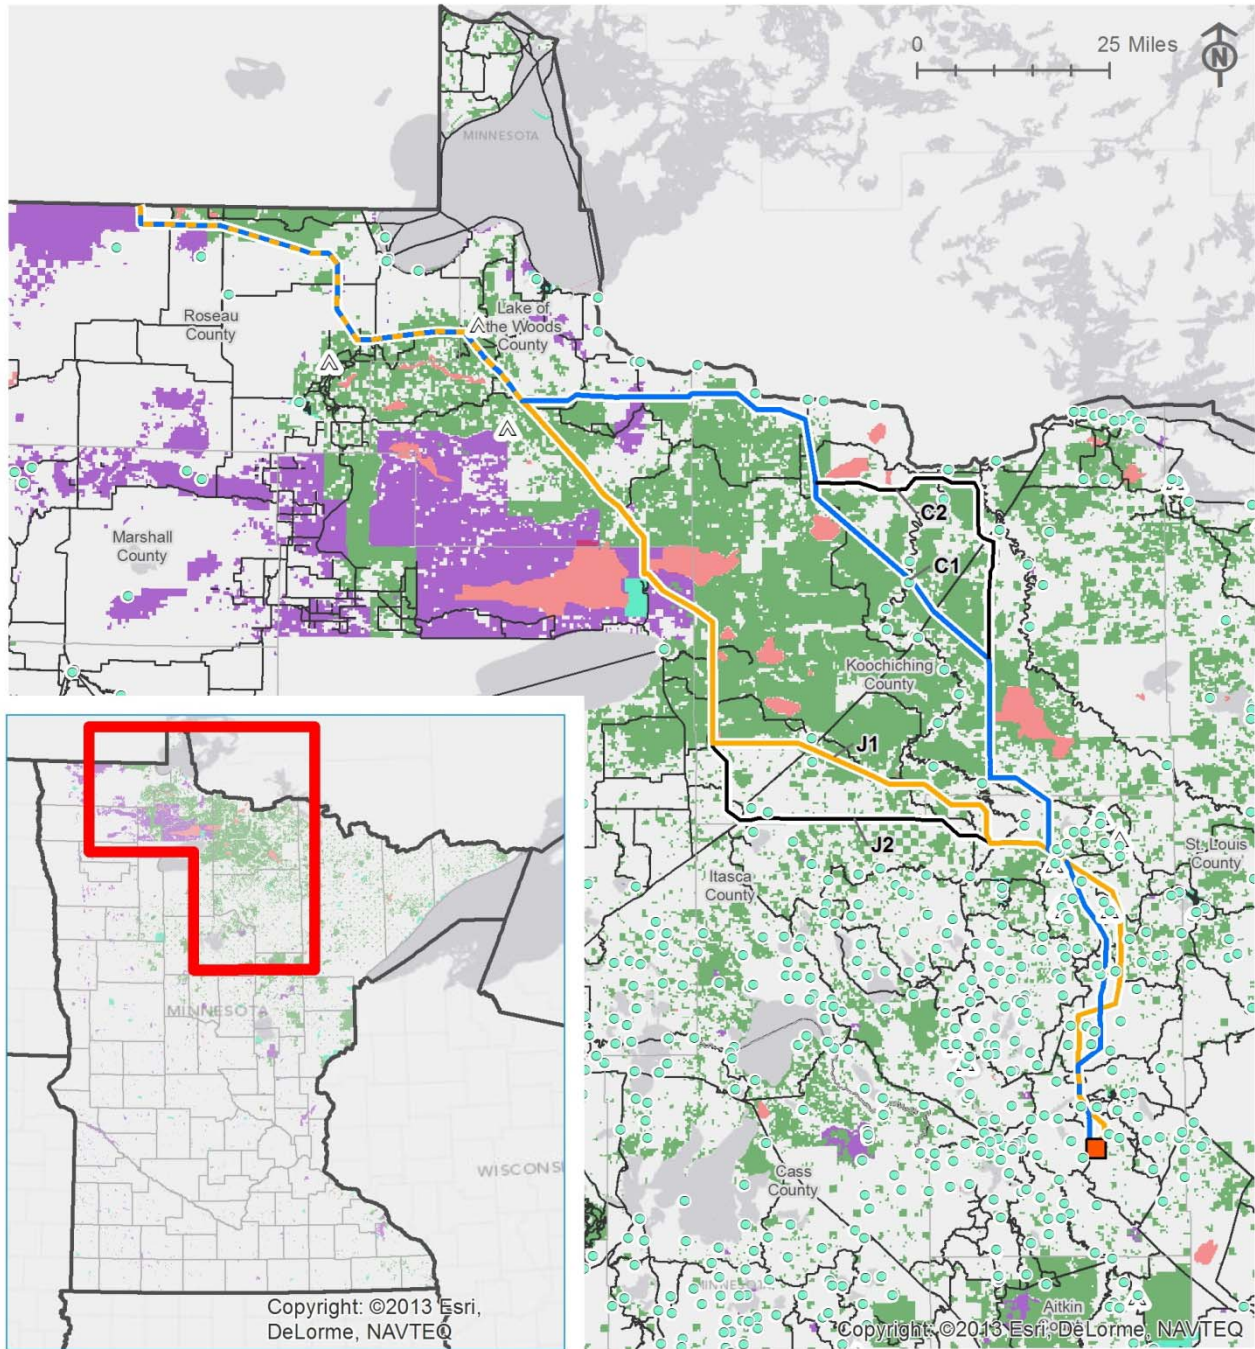 0 25 Miles
N
MINNESOTA
Roseau
County
Lake of
the Woods
County
Marshall
County
C2
C1
Koochiching
County
J1
J2
Itasca
County
St. Louis
County
Cass
County
MINNESOTA
Aitkin
Copyright: ©2013 Esri, DeLorme, NAVTEQ
MINNESOTA
Copyright: ©2013 Esri,
DeLorme, NAVTEQ